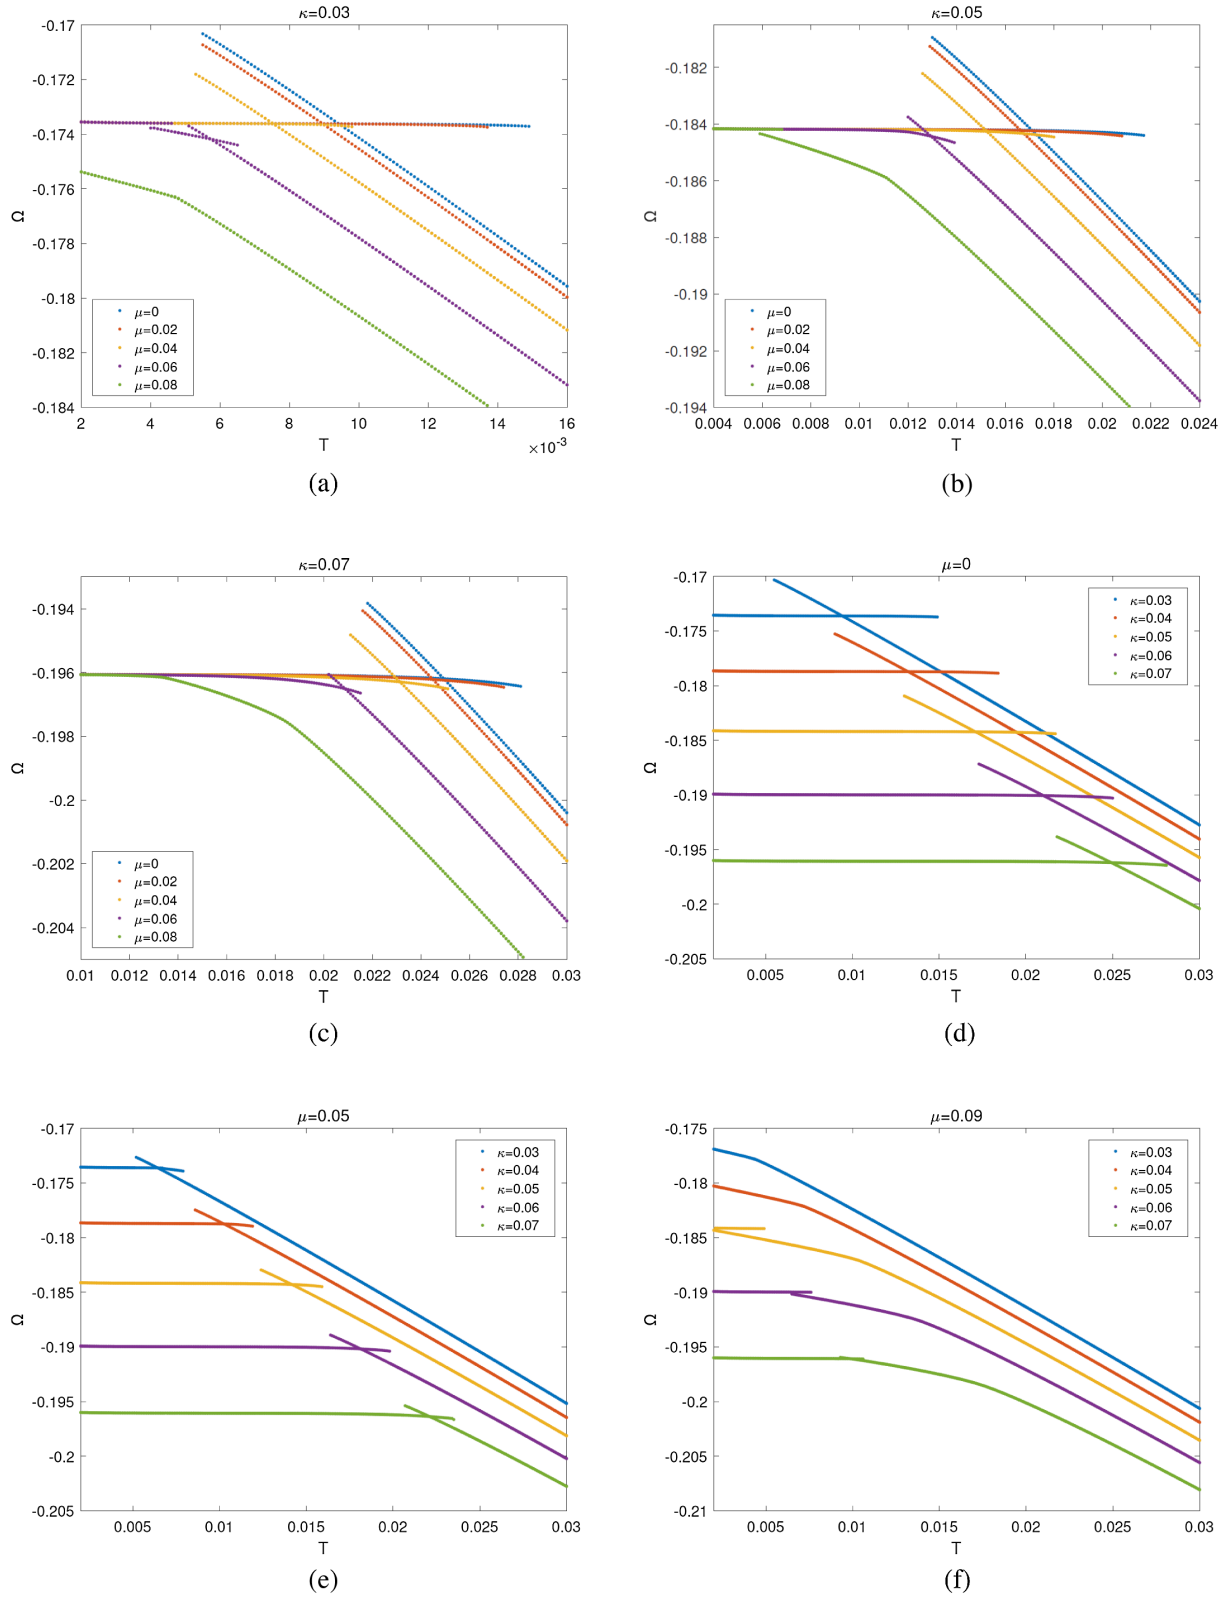 κ=0.03
-0.17
-0.172
-0.174
-0.176
-0.178
-0.18
-0.182
-0.184
Ω
μ=0
μ=0.02
μ=0.04
μ=0.06
μ=0.08
2 4 6 8 10 12 14 16
T
×10⁻³
(a)
κ=0.05
-0.182
-0.184
-0.186
-0.188
-0.19
-0.192
-0.194
Ω
μ=0
μ=0.02
μ=0.04
μ=0.06
μ=0.08
0.004 0.006 0.008 0.01 0.012 0.014 0.016 0.018 0.02 0.022 0.024
T
(b)
κ=0.07
-0.194
-0.196
-0.198
-0.2
-0.202
-0.204
Ω
μ=0
μ=0.02
μ=0.04
μ=0.06
μ=0.08
0.01 0.012 0.014 0.016 0.018 0.02 0.022 0.024 0.026 0.028 0.03
T
(c)
μ=0
-0.17
-0.175
-0.18
-0.185
-0.19
-0.195
-0.2
-0.205
Ω
κ=0.03
κ=0.04
κ=0.05
κ=0.06
κ=0.07
0.005 0.01 0.015 0.02 0.025 0.03
T
(d)
μ=0.05
-0.17
-0.175
-0.18
-0.185
-0.19
-0.195
-0.2
-0.205
Ω
κ=0.03
κ=0.04
κ=0.05
κ=0.06
κ=0.07
0.005 0.01 0.015 0.02 0.025 0.03
T
(e)
μ=0.09
-0.175
-0.18
-0.185
-0.19
-0.195
-0.2
-0.205
-0.21
Ω
κ=0.03
κ=0.04
κ=0.05
κ=0.06
κ=0.07
0.005 0.01 0.015 0.02 0.025 0.03
T
(f)